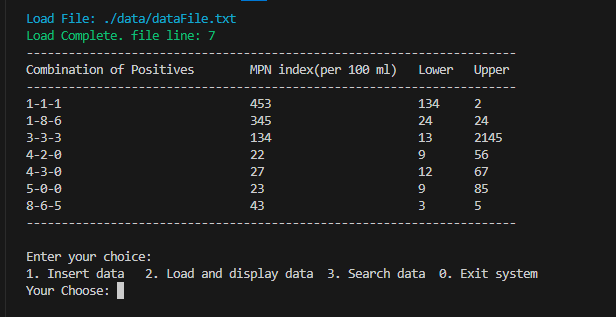 Load File: ./data/dataFile.txt
Load Complete. file line: 7
----------------------------------------------------------------------
Combination of Positives        MPN index(per 100 ml)   Lower   Upper
----------------------------------------------------------------------
1-1-1                           453                     134     2
1-8-6                           345                     24      24
3-3-3                           134                     13      2145
4-2-0                           22                      9       56
4-3-0                           27                      12      67
5-0-0                           23                      9       85
8-6-5                           43                      3       5
----------------------------------------------------------------------
Enter your choice:
1. Insert data   2. Load and display data  3. Search data  0. Exit system
Your Choose: